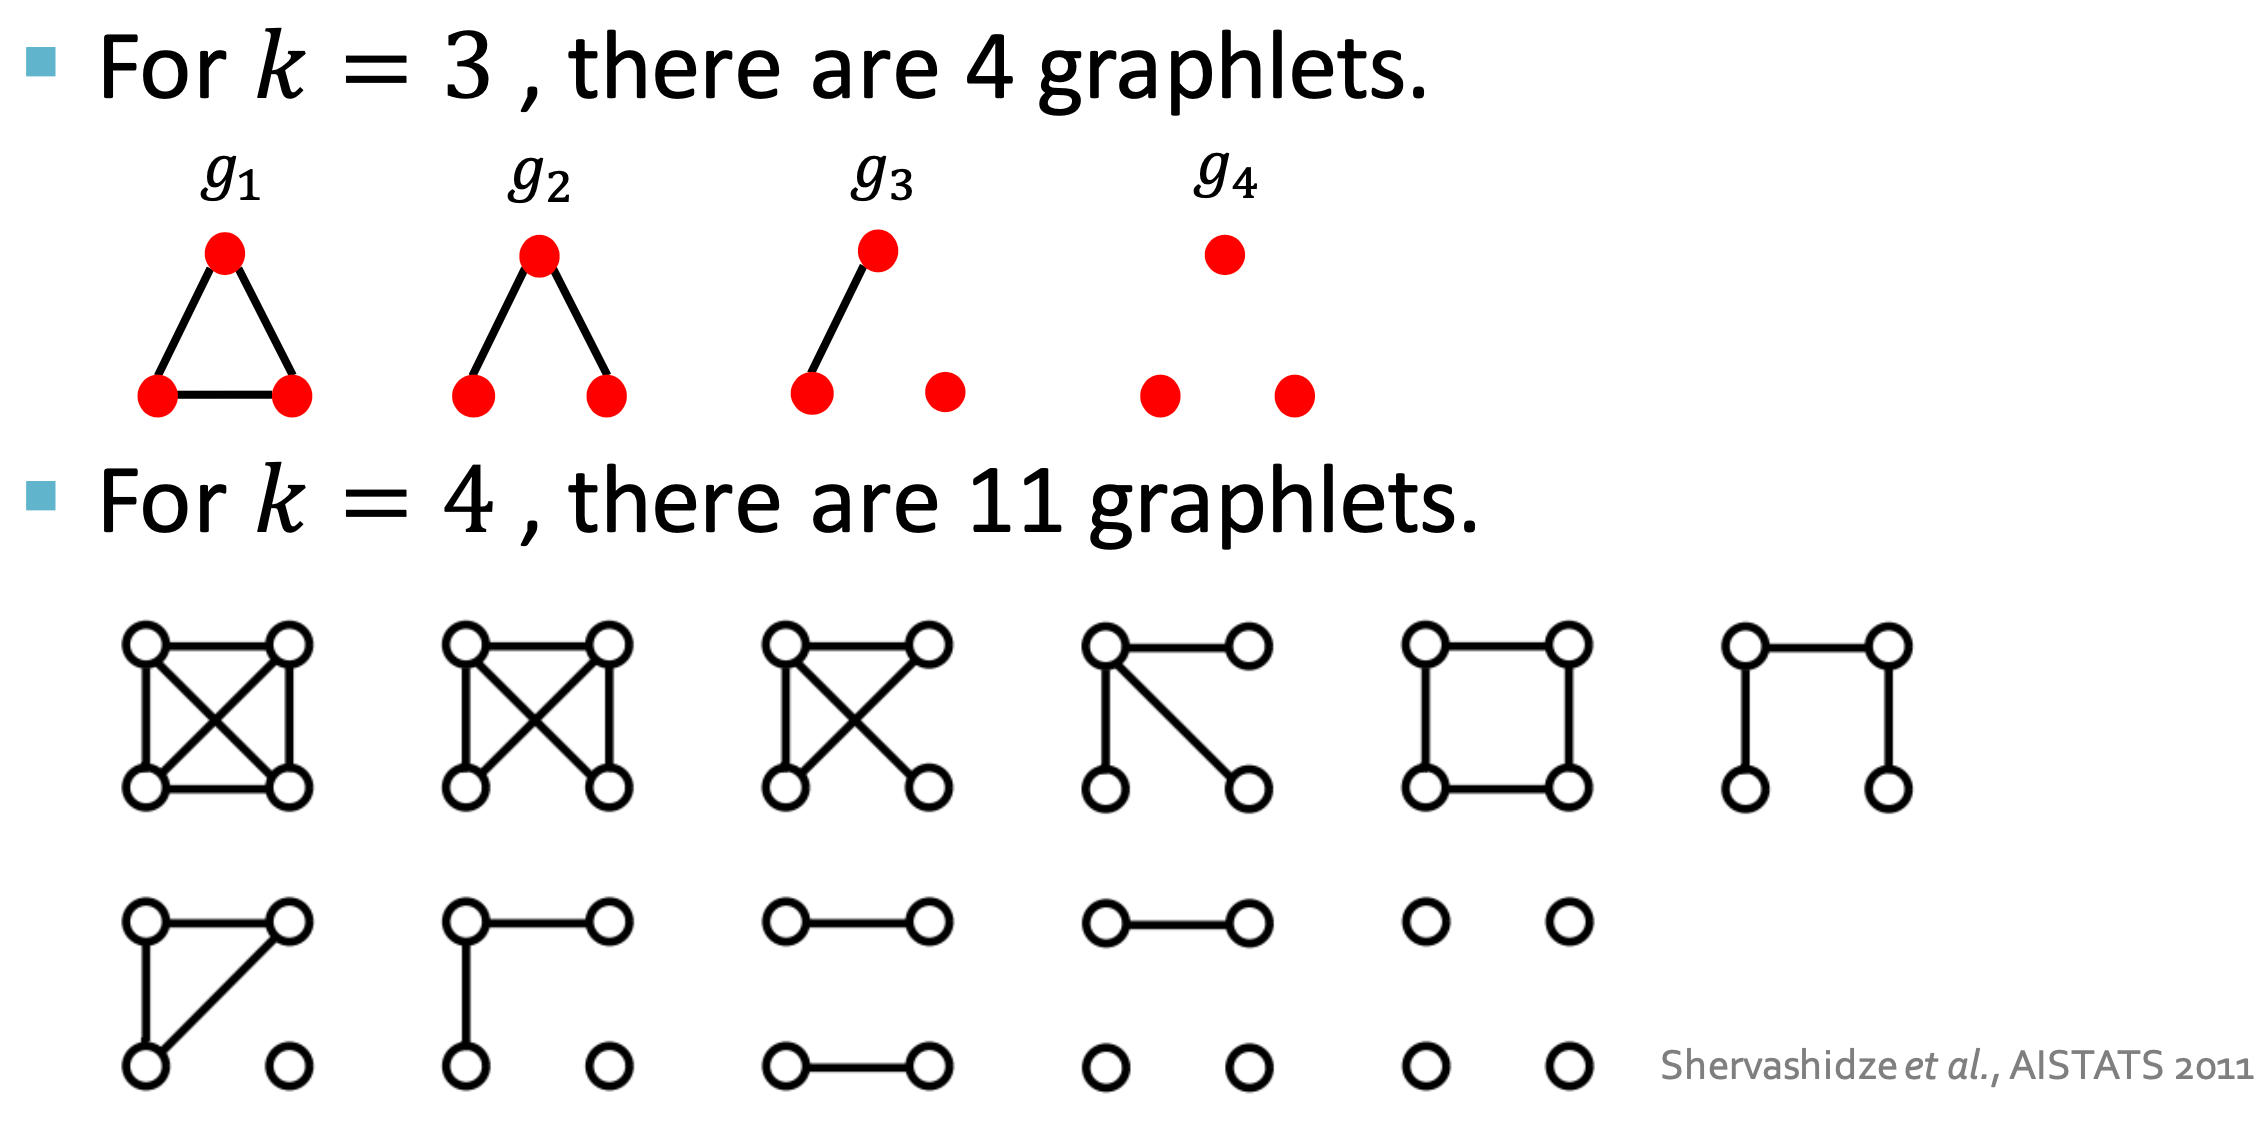 For k = 3 , there are 4 graphlets.
g₁ g₂ g₃ g₄
For k = 4 , there are 11 graphlets.
Shervashidze et al., AISTATS 2011